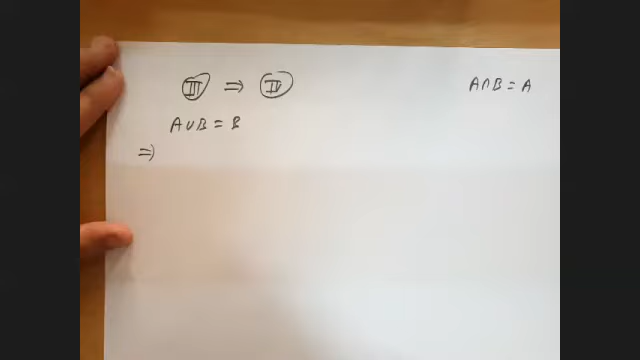 III ⇒ IV
A∩B = A
A∪B = B
⇒